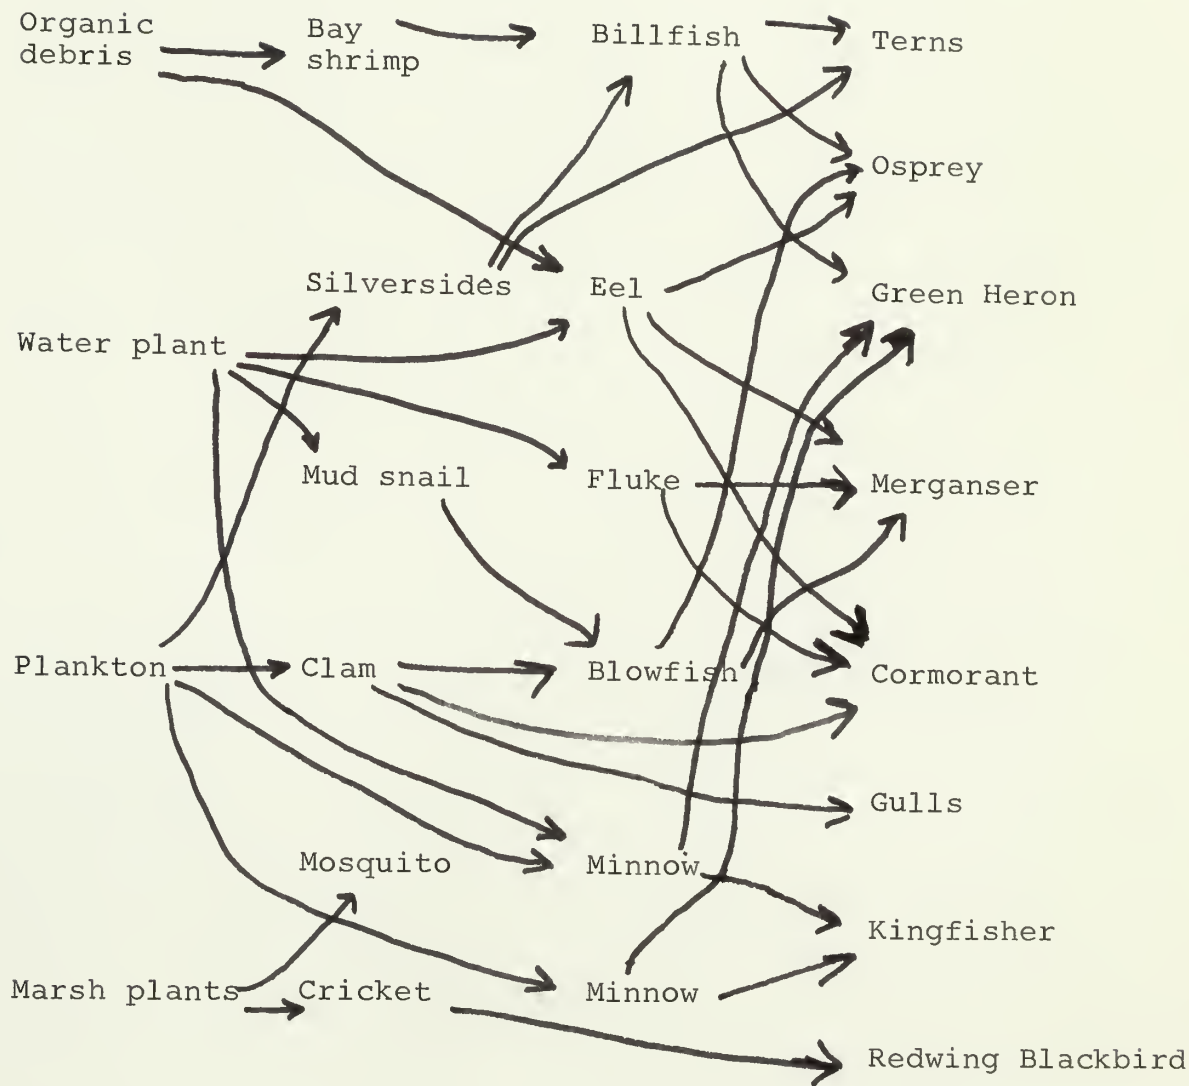 Organic
debris
Bay
shrimp
Billfish
Terns
Osprey
Silversides
Eel
Green Heron
Water plant
Mud snail
Fluke
Merganser
Plankton
Clam
Blowfish
Cormorant
Gulls
Mosquito
Minnow
Kingfisher
Marsh plants
Cricket
Minnow
Redwing Blackbird